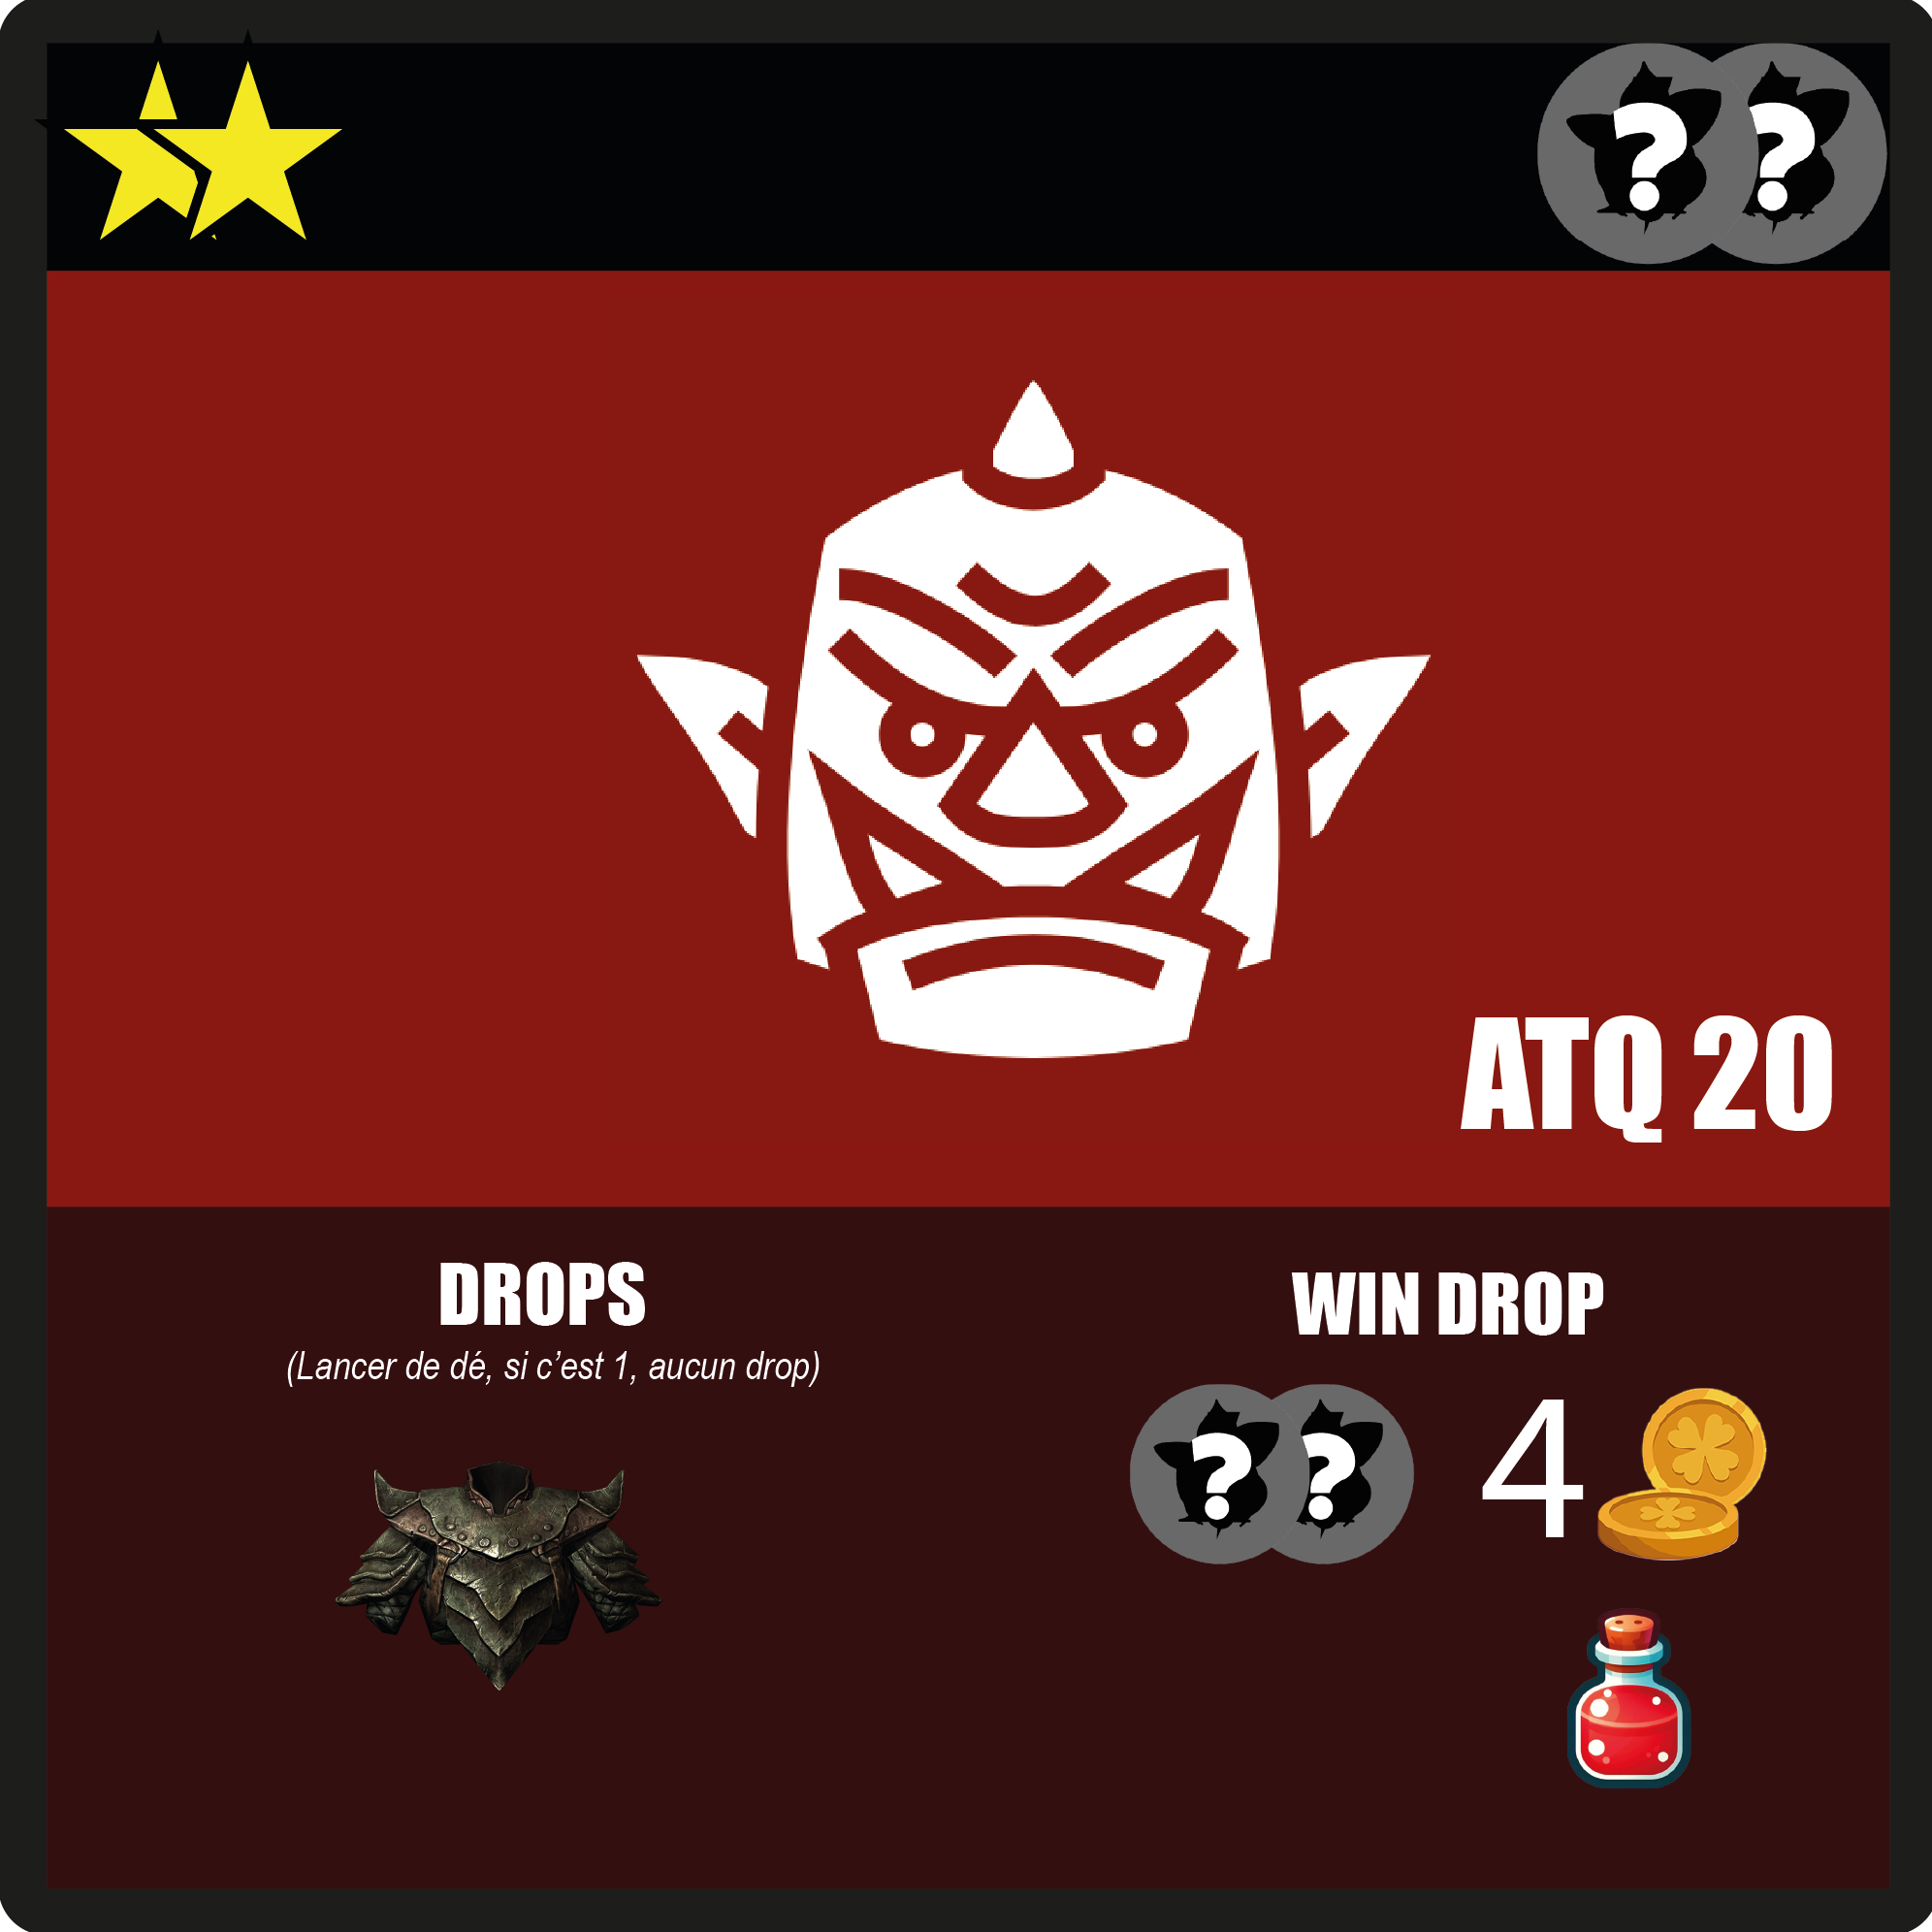 ? ?
ATQ 20
DROPS
(Lancer de dé, si c'est 1, aucun drop)
WIN DROP
? ? 4